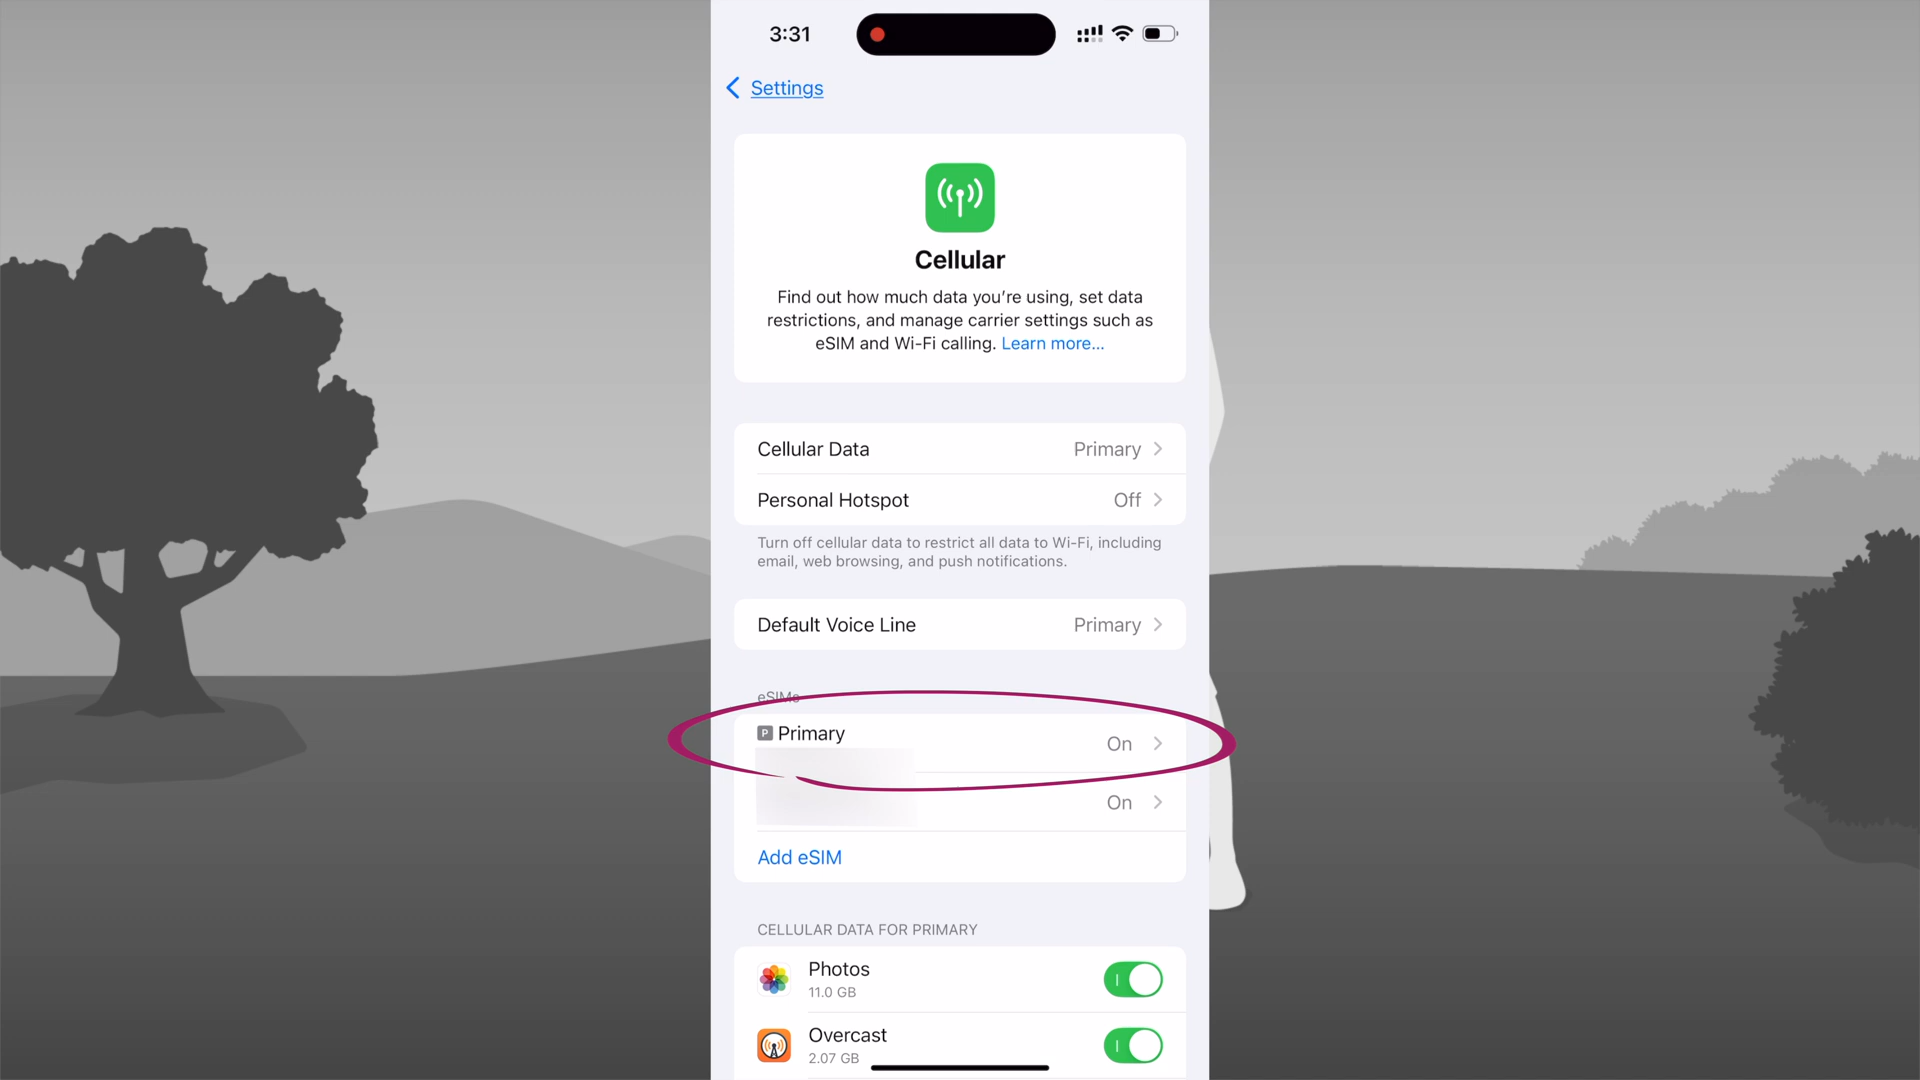 3:31
Settings
Cellular
Find out how much data you’re using, set data
restrictions, and manage carrier settings such as
eSIM and Wi-Fi calling. Learn more...
Cellular Data Primary
Personal Hotspot Off
Turn off cellular data to restrict all data to Wi-Fi, including
email, web browsing, and push notifications.
Default Voice Line Primary
eSIMs
P Primary On
On
Add eSIM
CELLULAR DATA FOR PRIMARY
Photos
11.0 GB
Overcast
2.07 GB